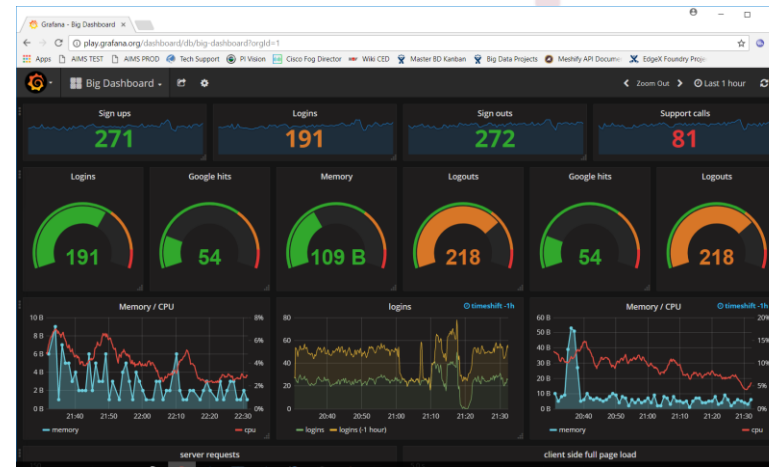 Grafana - Big Dashboard
play.grafana.org/dashboard/db/big-dashboard?orgId=1
Apps AIMS TEST AIMS PROD Tech Support PI Vision Cisco Fog Director Wiki CED Master BD Kanban Big Data Projects Meshify API Docume EdgeX Foundry Proje
Big Dashboard Zoom Out Last 1 hour
Sign ups Logins Sign outs Support calls
271 191 272 81
Logins Google hits Memory Logouts Google hits Logouts
191 54 109 B 218 54 218
Memory / CPU
10 B 8%
8 B
6 B 6%
4 B 4%
2 B 2%
0 B 0%
21:40 21:50 22:00 22:10 22:20 22:30
memory cpu
logins timeshift -1h
80
60
40
20
0
20:40 20:50 21:00 21:10 21:20 21:30
logins logins (-1 hour)
Memory / CPU timeshift -1h
60 B 20%
50 B
40 B 15%
30 B 10%
20 B
10 B 5%
0 B 0%
20:40 20:50 21:00 21:10 21:20 21:30
memory cpu
server requests client side full page load